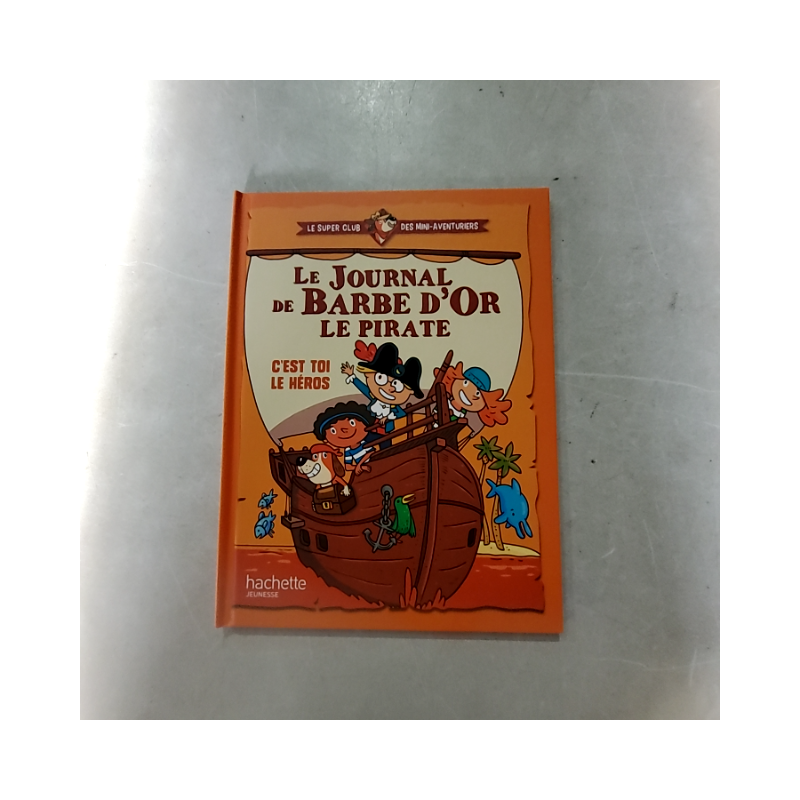 LE SUPER CLUB DES MINI-AVENTURIERS
LE JOURNAL
DE BARBE D'OR
LE PIRATE
C'EST TOI
LE HÉROS
hachette
JEUNESSE